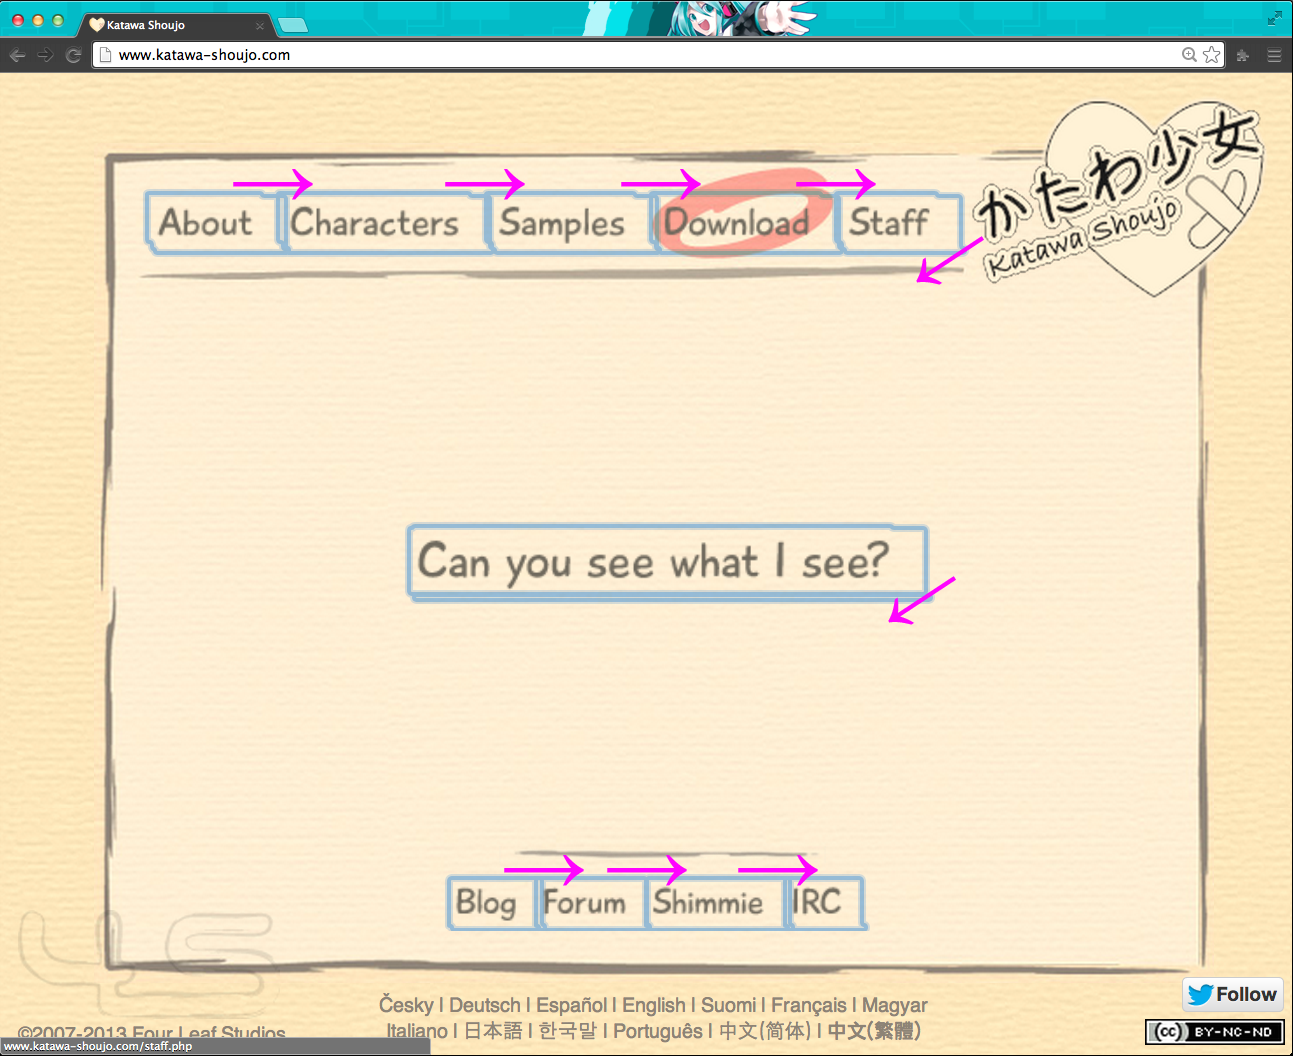 Katawa Shoujo
www.katawa-shoujo.com
かたわ少女
Katawa Shoujo
About Characters Samples Download Staff
Can you see what I see?
Blog Forum Shimmie IRC
4S
Česky | Deutsch | Español | English | Suomi | Français | Magyar
Italiano | 日本語 | 한국말 | Português | 中文(简体) | 中文(繁體)
Follow
(cc) BY-NC-ND
©2007-2013 Four Leaf Studios
www.katawa-shoujo.com/staff.php